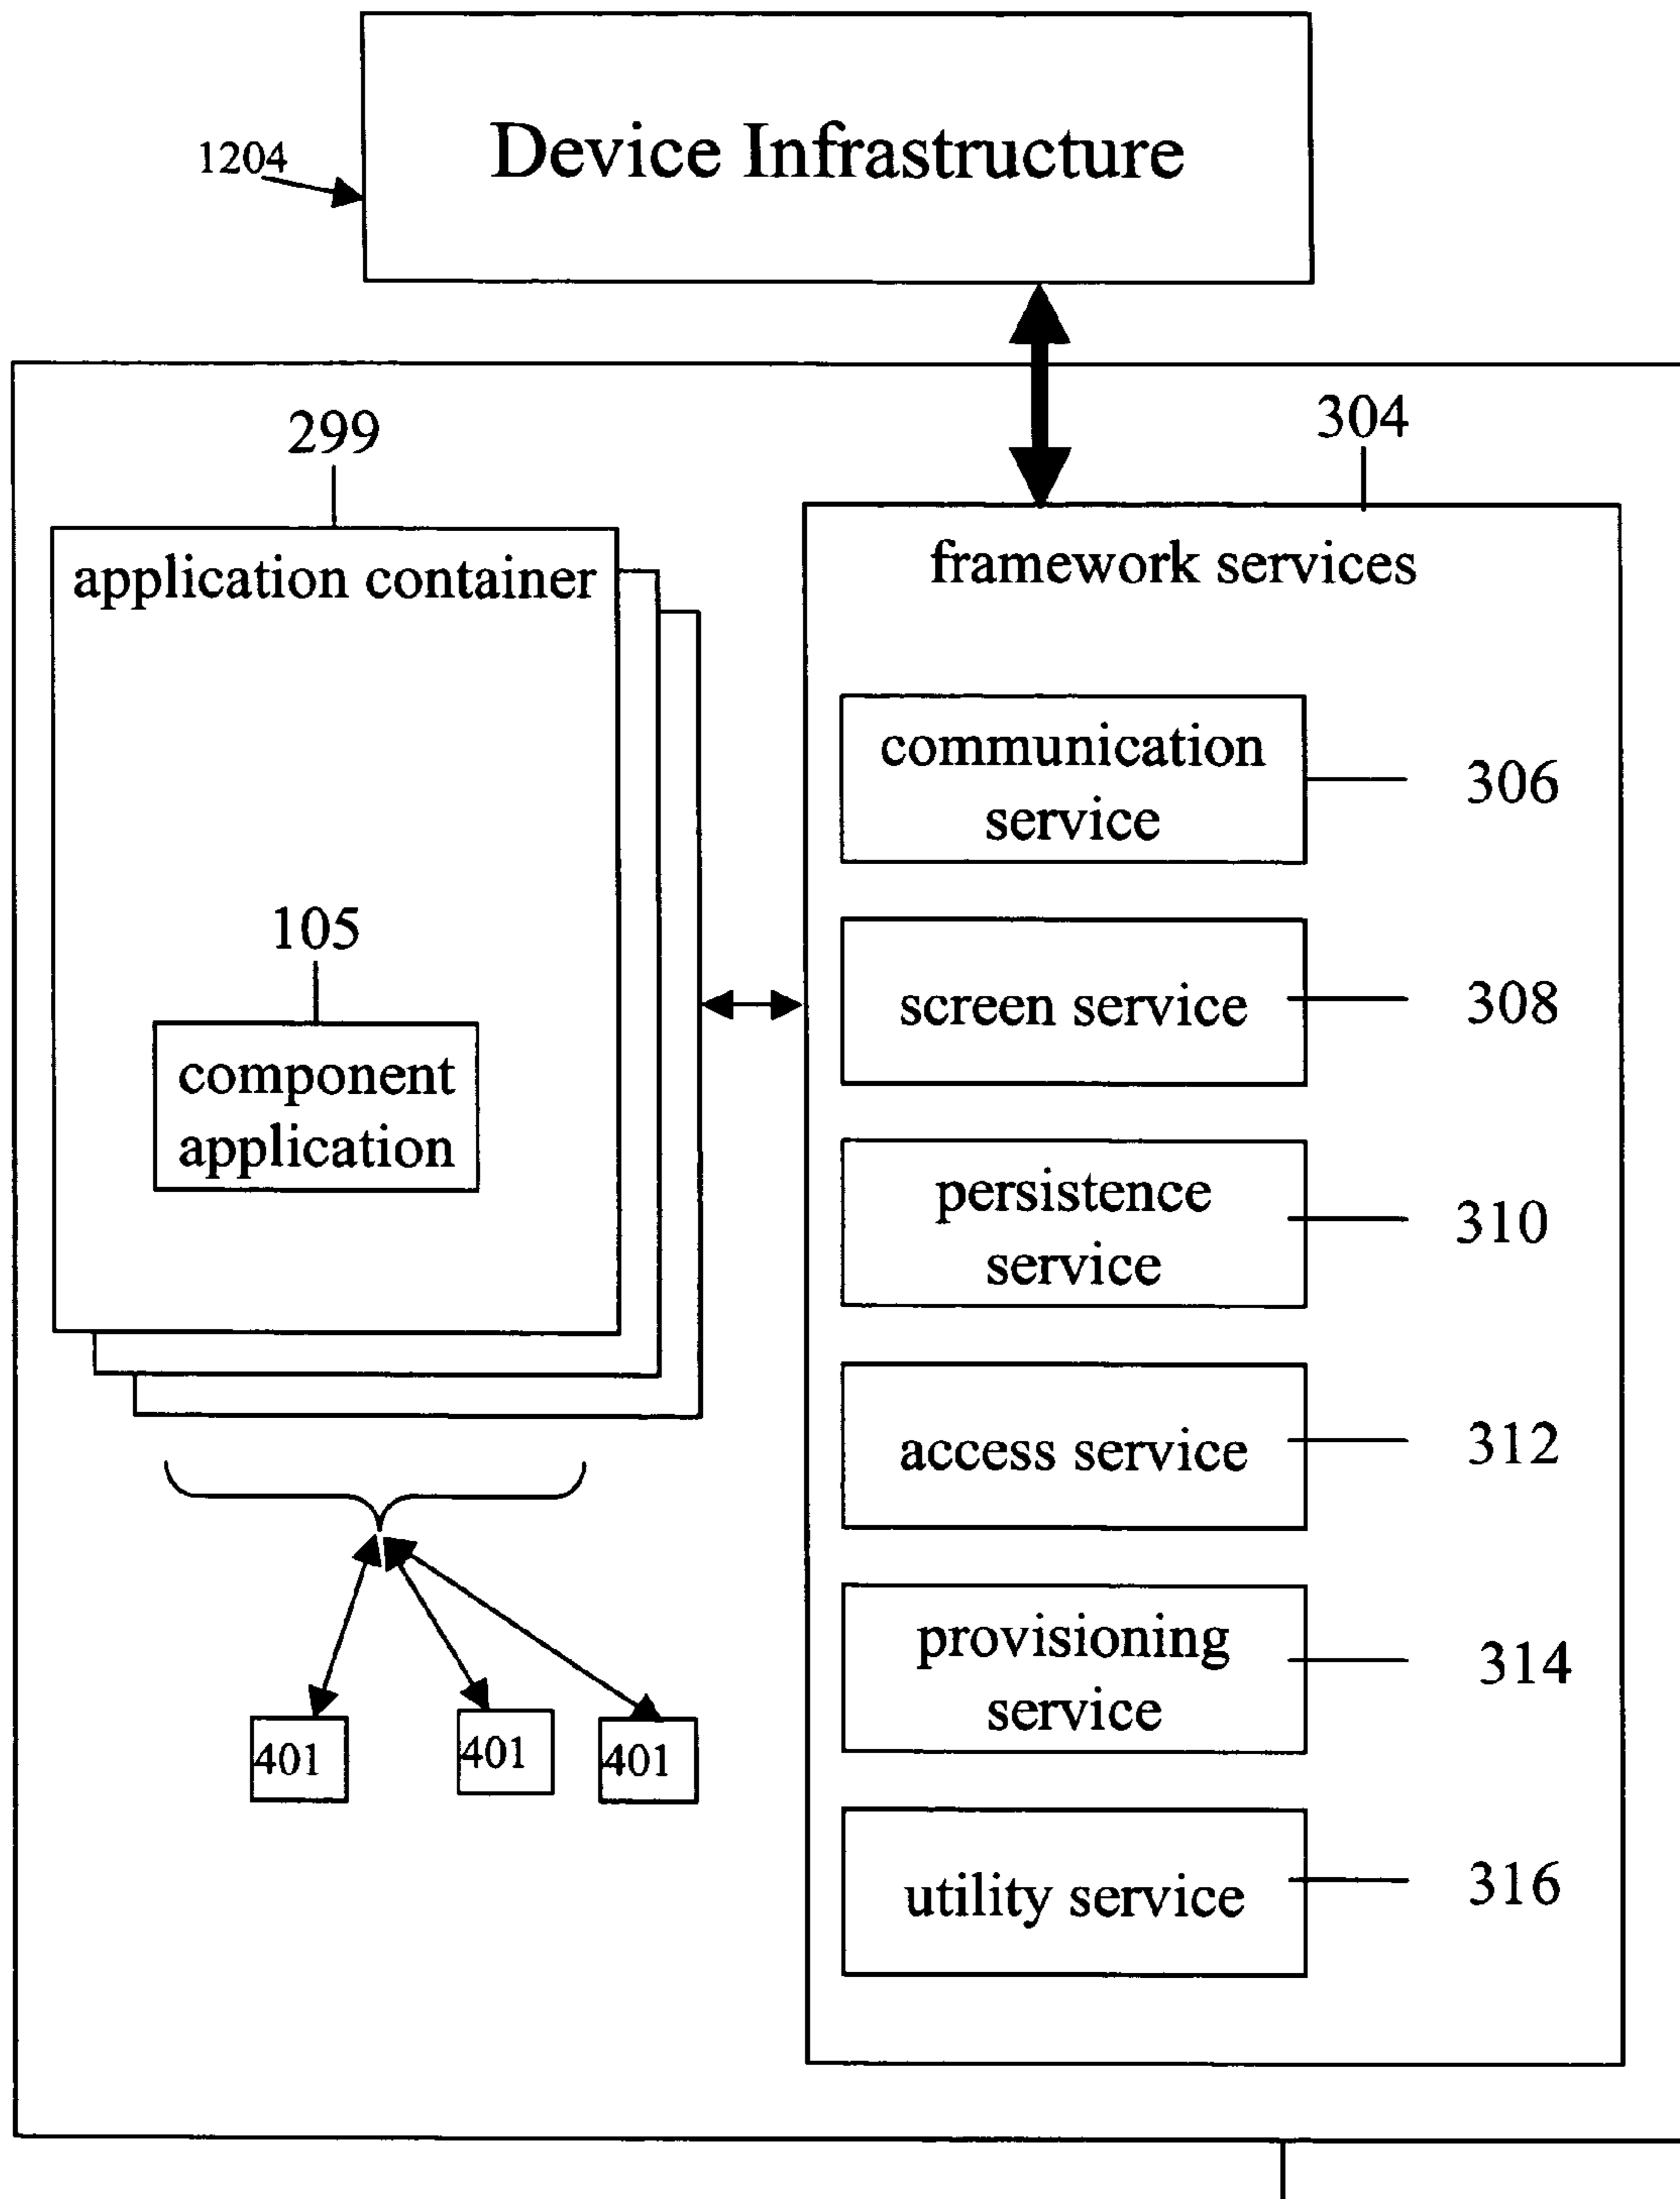 Device Infrastructure
1204
299
304
application container
framework services
communication
service
306
105
screen service
308
component
application
persistence
service
310
access service
312
provisioning
service
314
401
401
401
utility service
316